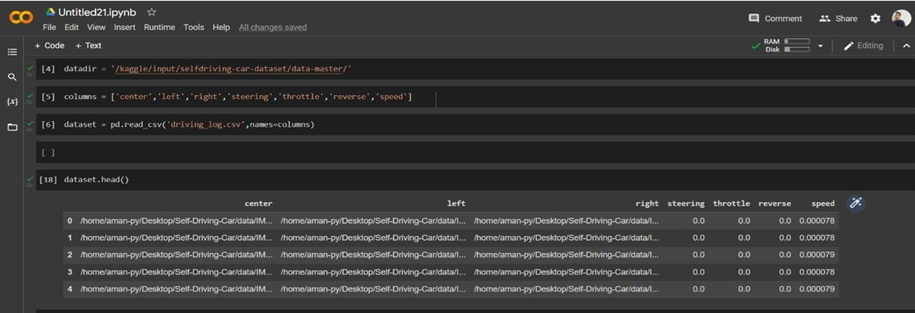 Untitled21.ipynb
File Edit View Insert Runtime Tools Help All changes saved
Comment Share
+ Code + Text
RAM
Disk
Editing
[4] datadir = '/kaggle/input/selfdriving-car-dataset/data-master/'
[5] columns = ['center','left','right','steering','throttle','reverse','speed']
[6] dataset = pd.read_csv('driving_log.csv',names=columns)
[ ]
[18] dataset.head()
center left right steering throttle reverse speed
0 /home/aman-py/Desktop/Self-Driving-Car/data/IM... /home/aman-py/Desktop/Self-Driving-Car/data/I... /home/aman-py/Desktop/Self-Driving-Car/data/I... 0.0 0.0 0.0 0.000078
1 /home/aman-py/Desktop/Self-Driving-Car/data/IM... /home/aman-py/Desktop/Self-Driving-Car/data/I... /home/aman-py/Desktop/Self-Driving-Car/data/I... 0.0 0.0 0.0 0.000078
2 /home/aman-py/Desktop/Self-Driving-Car/data/IM... /home/aman-py/Desktop/Self-Driving-Car/data/I... /home/aman-py/Desktop/Self-Driving-Car/data/I... 0.0 0.0 0.0 0.000079
3 /home/aman-py/Desktop/Self-Driving-Car/data/IM... /home/aman-py/Desktop/Self-Driving-Car/data/I... /home/aman-py/Desktop/Self-Driving-Car/data/I... 0.0 0.0 0.0 0.000078
4 /home/aman-py/Desktop/Self-Driving-Car/data/IM... /home/aman-py/Desktop/Self-Driving-Car/data/I... /home/aman-py/Desktop/Self-Driving-Car/data/I... 0.0 0.0 0.0 0.000079